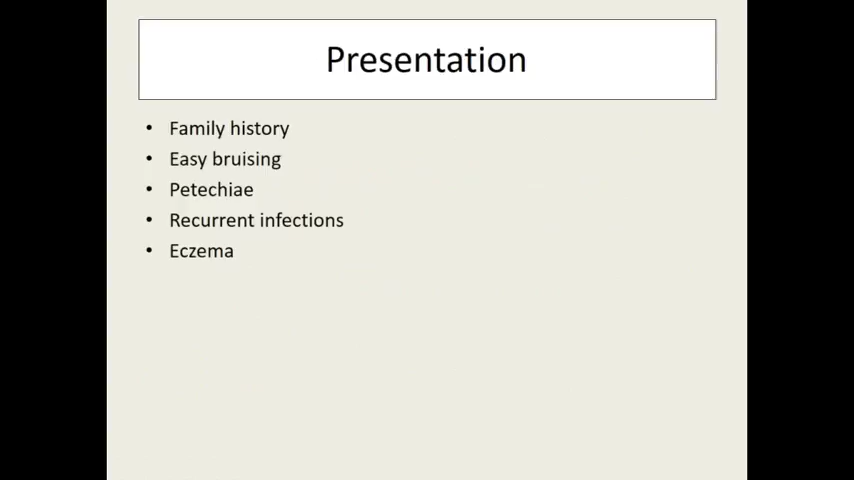 Presentation
• Family history
• Easy bruising
• Petechiae
• Recurrent infections
• Eczema